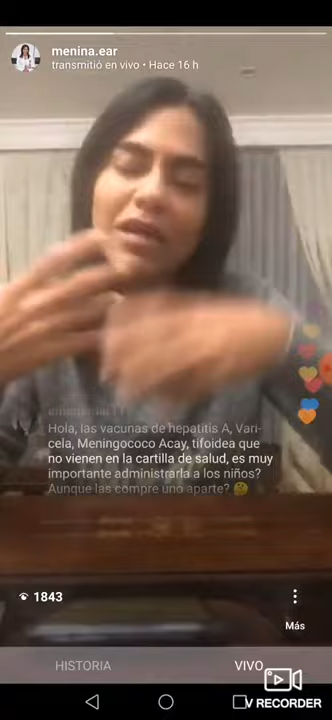 menina.ear
transmitió en vivo • Hace 16 h
Hola, las vacunas de hepatitis A, Vari-
cela, Meningococo Acay, tifoidea que
no vienen en la cartilla de salud, es muy
importante administrarla a los niños?
Aunque las compre uno aparte? 🤔
1843
Más
HISTORIA
VIVO
V RECORDER